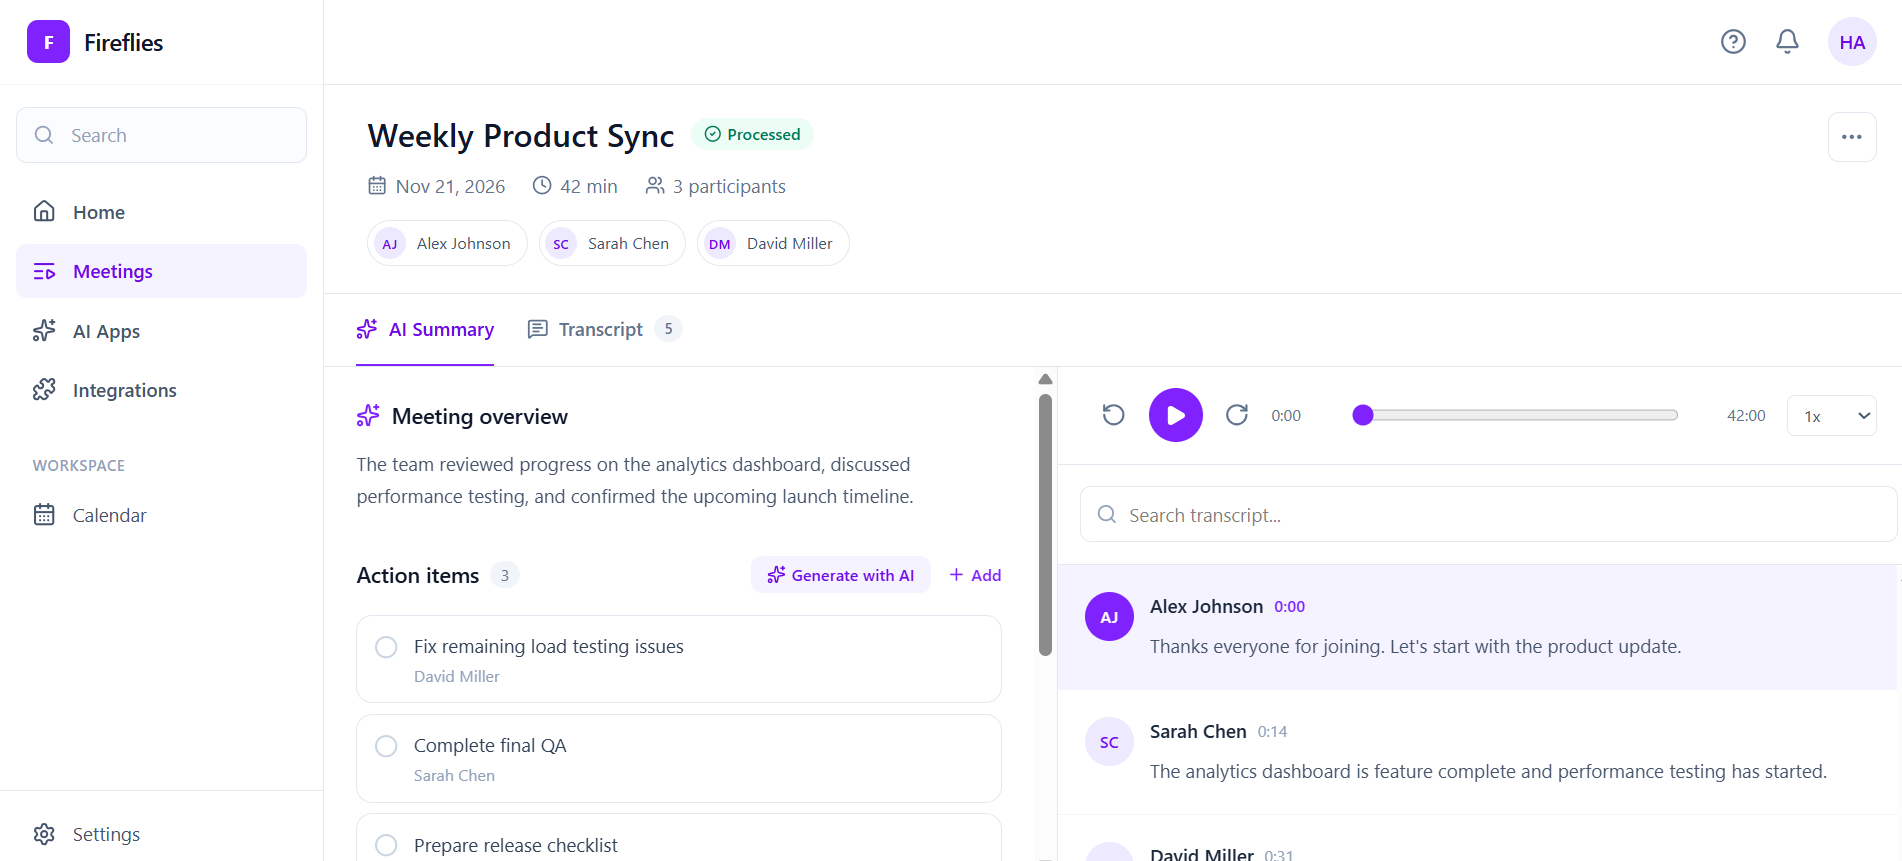 F Fireflies
HA
Search
Home
Meetings
AI Apps
Integrations
WORKSPACE
Calendar
Settings
Weekly Product Sync Processed
Nov 21, 2026 42 min 3 participants
AJ Alex Johnson SC Sarah Chen DM David Miller
AI Summary Transcript 5
Meeting overview
The team reviewed progress on the analytics dashboard, discussed
performance testing, and confirmed the upcoming launch timeline.
Action items 3 Generate with AI + Add
Fix remaining load testing issues
David Miller
Complete final QA
Sarah Chen
Prepare release checklist
0:00 42:00 1x
Search transcript...
AJ Alex Johnson 0:00
Thanks everyone for joining. Let's start with the product update.
SC Sarah Chen 0:14
The analytics dashboard is feature complete and performance testing has started.
David Miller 0:31